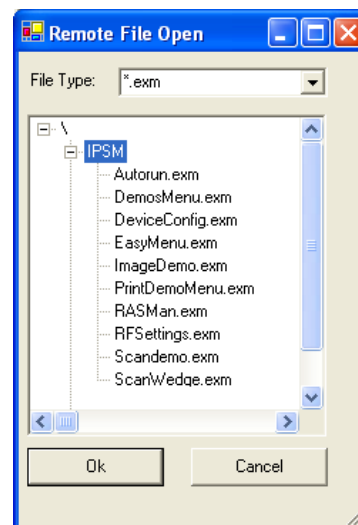 Remote File Open
File Type: *.exm
\
IPSM
Autorun.exm
DemosMenu.exm
DeviceConfig.exm
EasyMenu.exm
ImageDemo.exm
PrintDemoMenu.exm
RASMan.exm
RFSettings.exm
Scandemo.exm
ScanWedge.exm
Ok Cancel